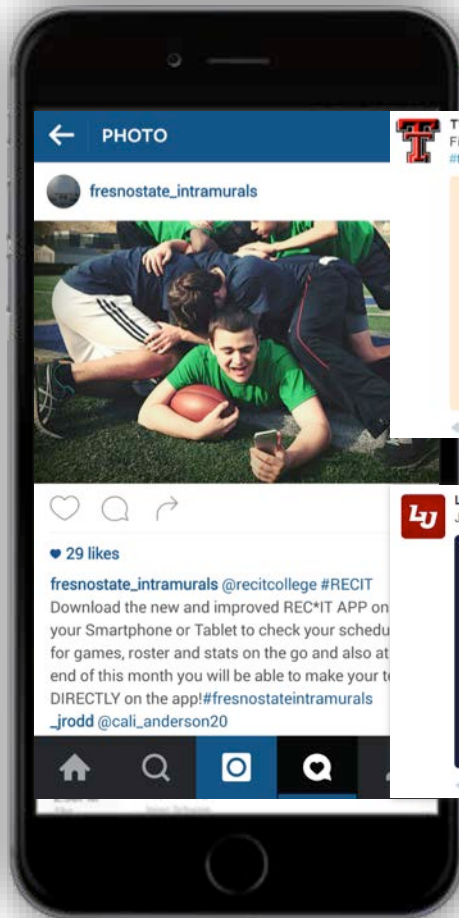 PHOTO
fresnostate_intramurals
29 likes
fresnostate_intramurals @recitcollege #RECIT
Download the new and improved REC*IT APP on
your Smartphone or Tablet to check your schedu
for games, roster and stats on the go and also at
end of this month you will be able to make your t
DIRECTLY on the app!#fresnostateintramurals
_jrodd @cali_anderson20
T
Fi
#t
LU
L
J